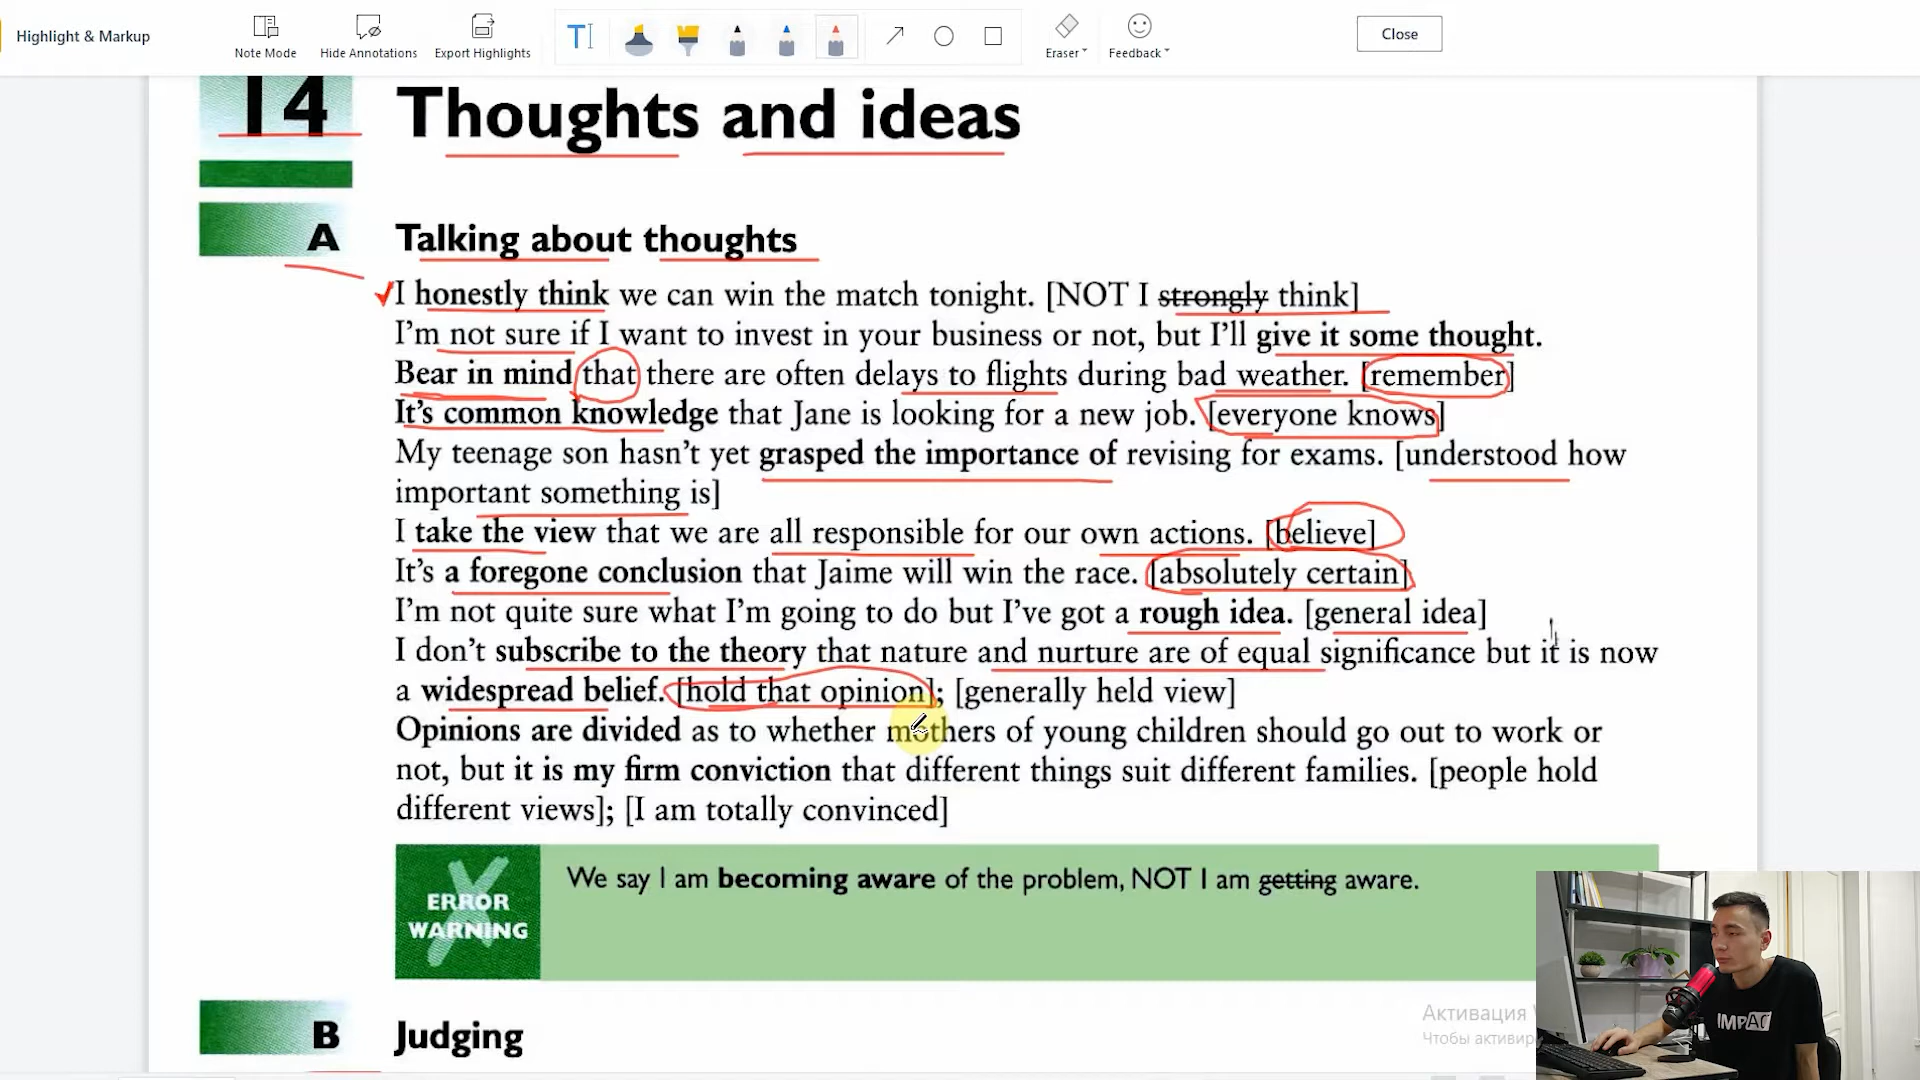 Highlight & Markup
Note Mode
Hide Annotations
Export Highlights
T
Eraser
Feedback
Close
14
Thoughts and ideas
A
Talking about thoughts
I honestly think we can win the match tonight. [NOT I strongly think]
I'm not sure if I want to invest in your business or not, but I'll give it some thought.
Bear in mind that there are often delays to flights during bad weather. [remember]
It's common knowledge that Jane is looking for a new job. [everyone knows]
My teenage son hasn't yet grasped the importance of revising for exams. [understood how
important something is]
I take the view that we are all responsible for our own actions. [believe]
It's a foregone conclusion that Jaime will win the race. [absolutely certain]
I'm not quite sure what I'm going to do but I've got a rough idea. [general idea]
I don't subscribe to the theory that nature and nurture are of equal significance but it is now
a widespread belief. [hold that opinion]; [generally held view]
Opinions are divided as to whether mothers of young children should go out to work or
not, but it is my firm conviction that different things suit different families. [people hold
different views]; [I am totally convinced]
ERROR
WARNING
We say I am becoming aware of the problem, NOT I am getting aware.
B
Judging
Активация
Чтобы
IMPACT